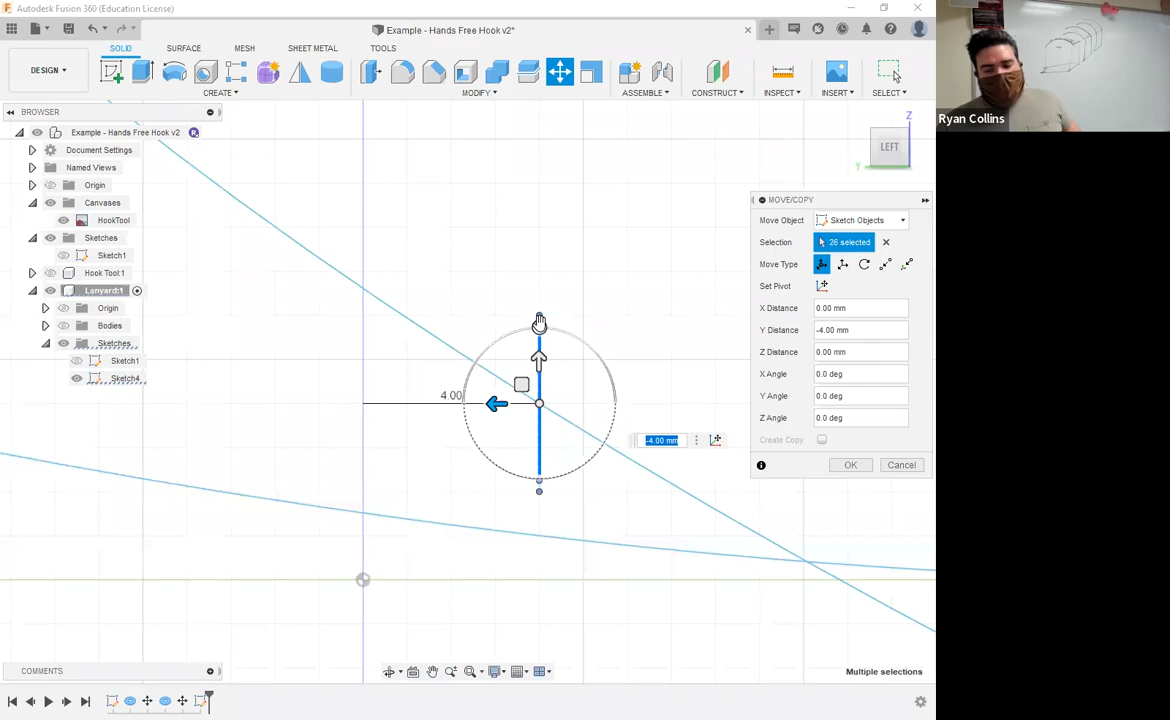 Autodesk Fusion 360 (Education License)
Example - Hands Free Hook v2*
DESIGN
SOLID SURFACE MESH SHEET METAL TOOLS
CREATE MODIFY ASSEMBLE CONSTRUCT INSPECT INSERT SELECT
BROWSER
Example - Hands Free Hook v2
R
Document Settings
Named Views
Origin
Canvases
HookTool
Sketches
Sketch1
Hook Tool:1
Lanyard:1
Origin
Bodies
Sketches
Sketch1
Sketch4
COMMENTS
Z
LEFT
Y
4.00
-4.00 mm
MOVE/COPY
Move Object Sketch Objects
Selection 26 selected
Move Type
Set Pivot
X Distance 0.00 mm
Y Distance -4.00 mm
Z Distance 0.00 mm
X Angle 0.0 deg
Y Angle 0.0 deg
Z Angle 0.0 deg
Create Copy
OK Cancel
Multiple selections
Ryan Collins